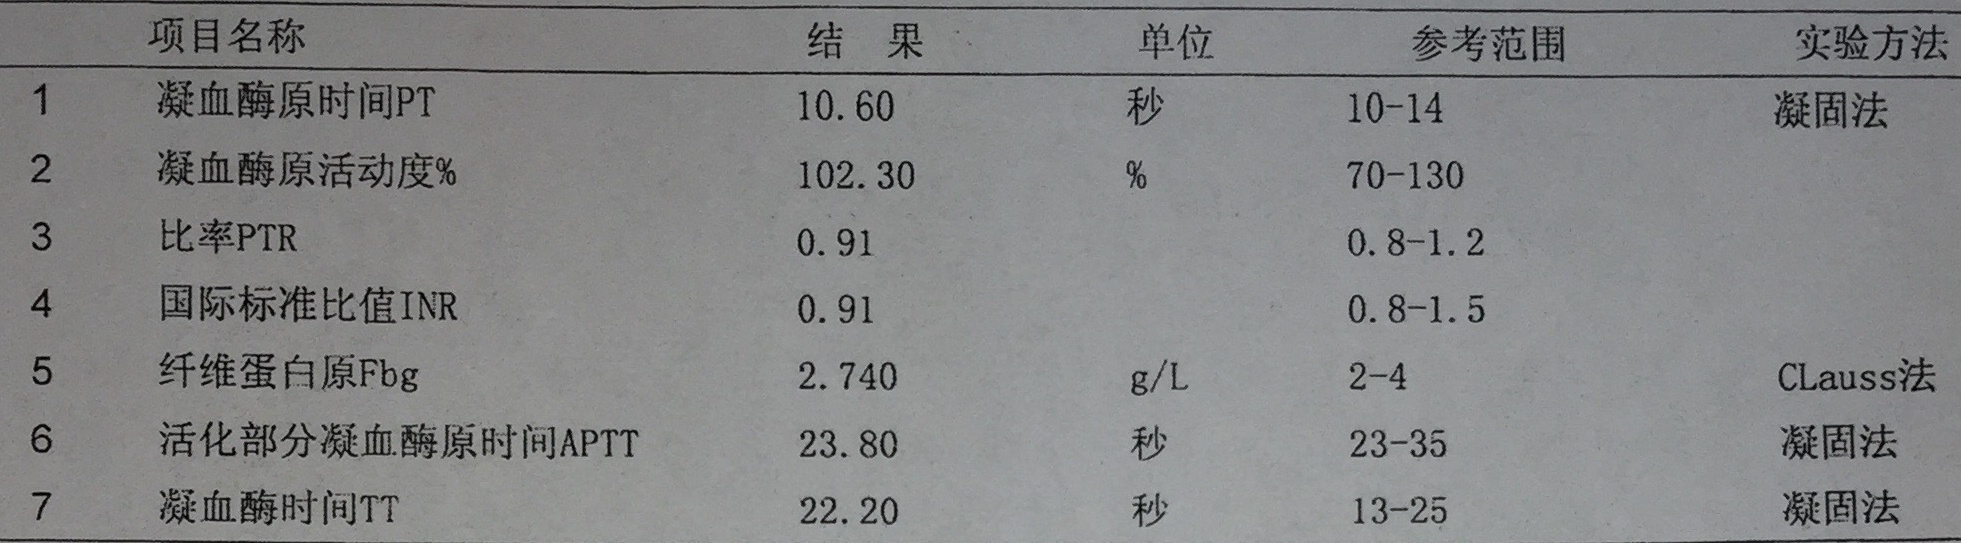 项目名称 结 果 单位 参考范围 实验方法
1 凝血酶原时间PT 10.60 秒 10-14 凝固法
2 凝血酶原活动度% 102.30 % 70-130
3 比率PTR 0.91 0.8-1.2
4 国际标准比值INR 0.91 0.8-1.5
5 纤维蛋白原Fbg 2.740 g/L 2-4 CLauss法
6 活化部分凝血酶原时间APTT 23.80 秒 23-35 凝固法
7 凝血酶时间TT 22.20 秒 13-25 凝固法